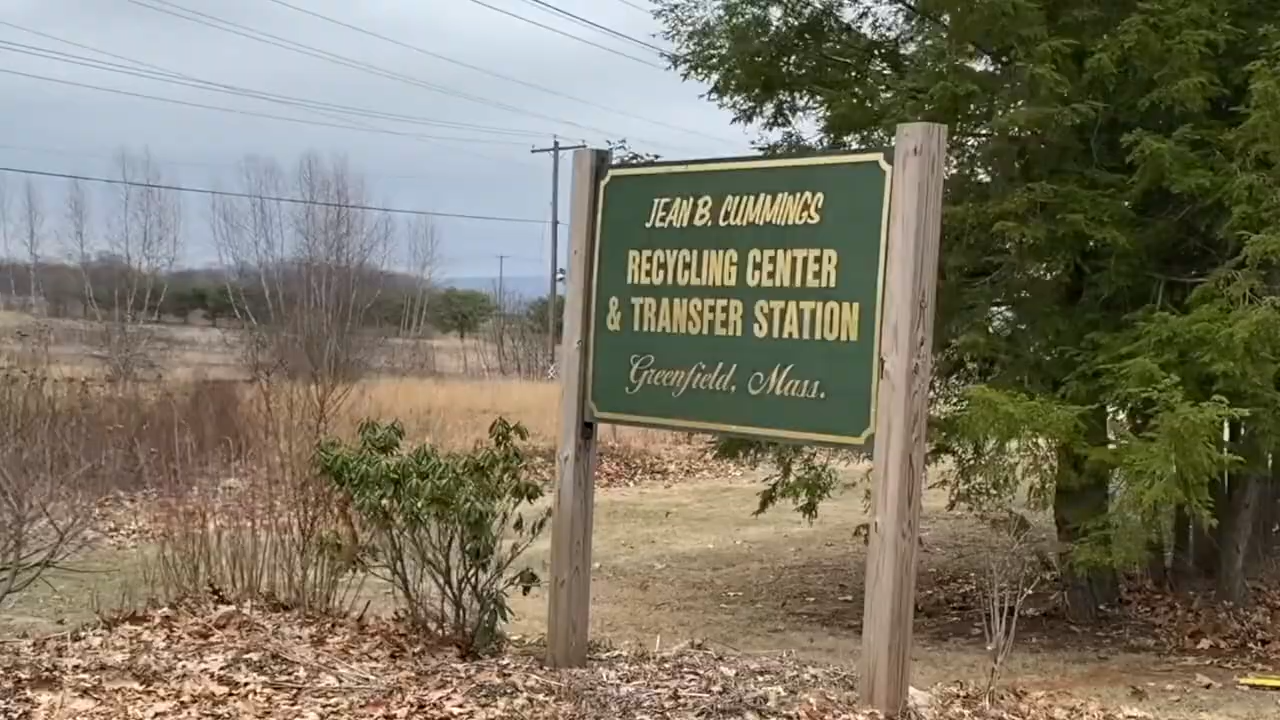 JEAN B. CUMMINGS
RECYCLING CENTER
& TRANSFER STATION
Greenfield, Mass.